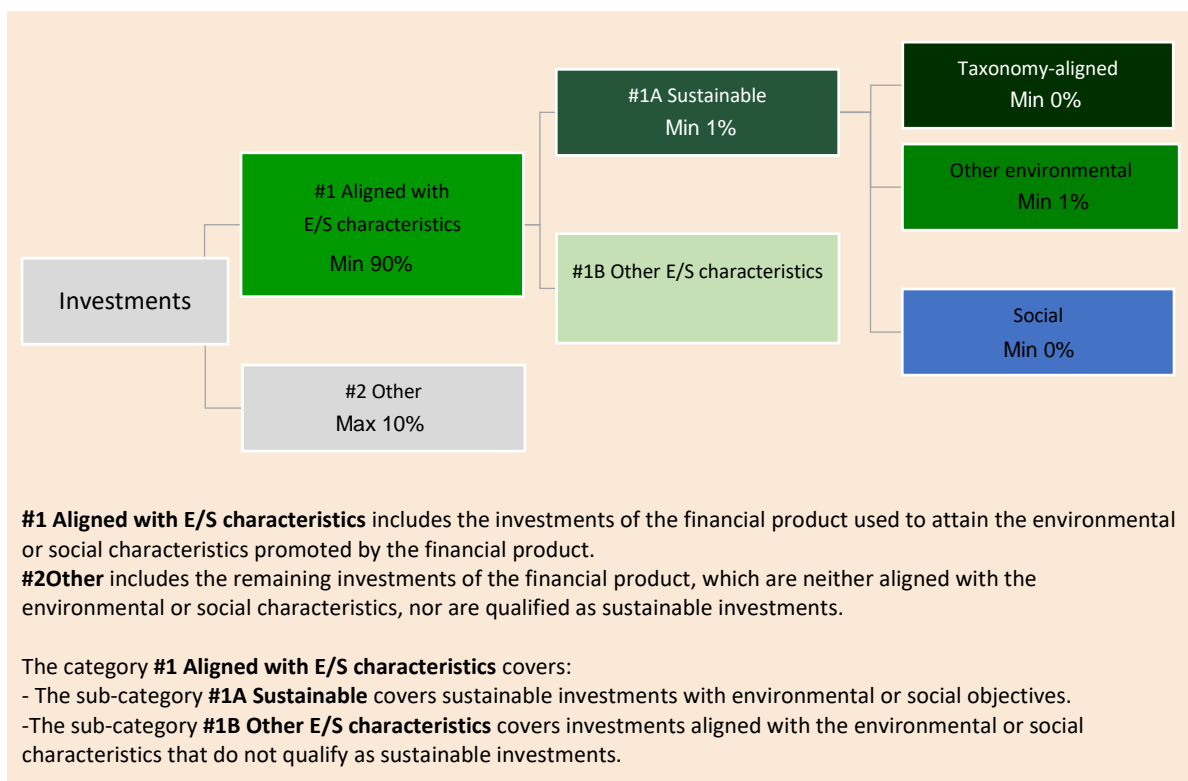 Investments
#1 Aligned with
E/S characteristics
Min 90%
#2 Other
Max 10%
#1A Sustainable
Min 1%
#1B Other E/S characteristics
Taxonomy-aligned
Min 0%
Other environmental
Min 1%
Social
Min 0%
#1 Aligned with E/S characteristics includes the investments of the financial product used to attain the environmental
or social characteristics promoted by the financial product.
#2Other includes the remaining investments of the financial product, which are neither aligned with the
environmental or social characteristics, nor are qualified as sustainable investments.
The category #1 Aligned with E/S characteristics covers:
- The sub-category #1A Sustainable covers sustainable investments with environmental or social objectives.
-The sub-category #1B Other E/S characteristics covers investments aligned with the environmental or social
characteristics that do not qualify as sustainable investments.